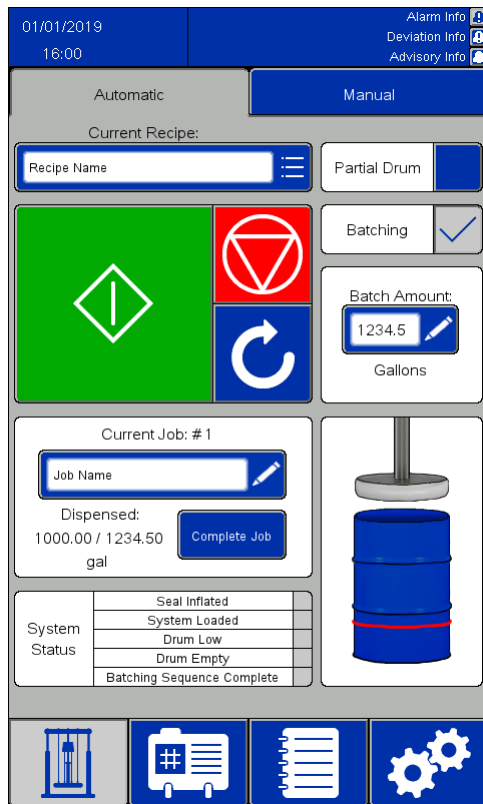 01/01/2019
16:00
Alarm Info
Deviation Info
Advisory Info
Automatic
Manual
Current Recipe:
Recipe Name
Partial Drum
Batching
Batch Amount:
1234.5
Gallons
Current Job: # 1
Job Name
Dispensed:
1000.00 / 1234.50
gal
Complete Job
System
Status
Seal Inflated
System Loaded
Drum Low
Drum Empty
Batching Sequence Complete
#